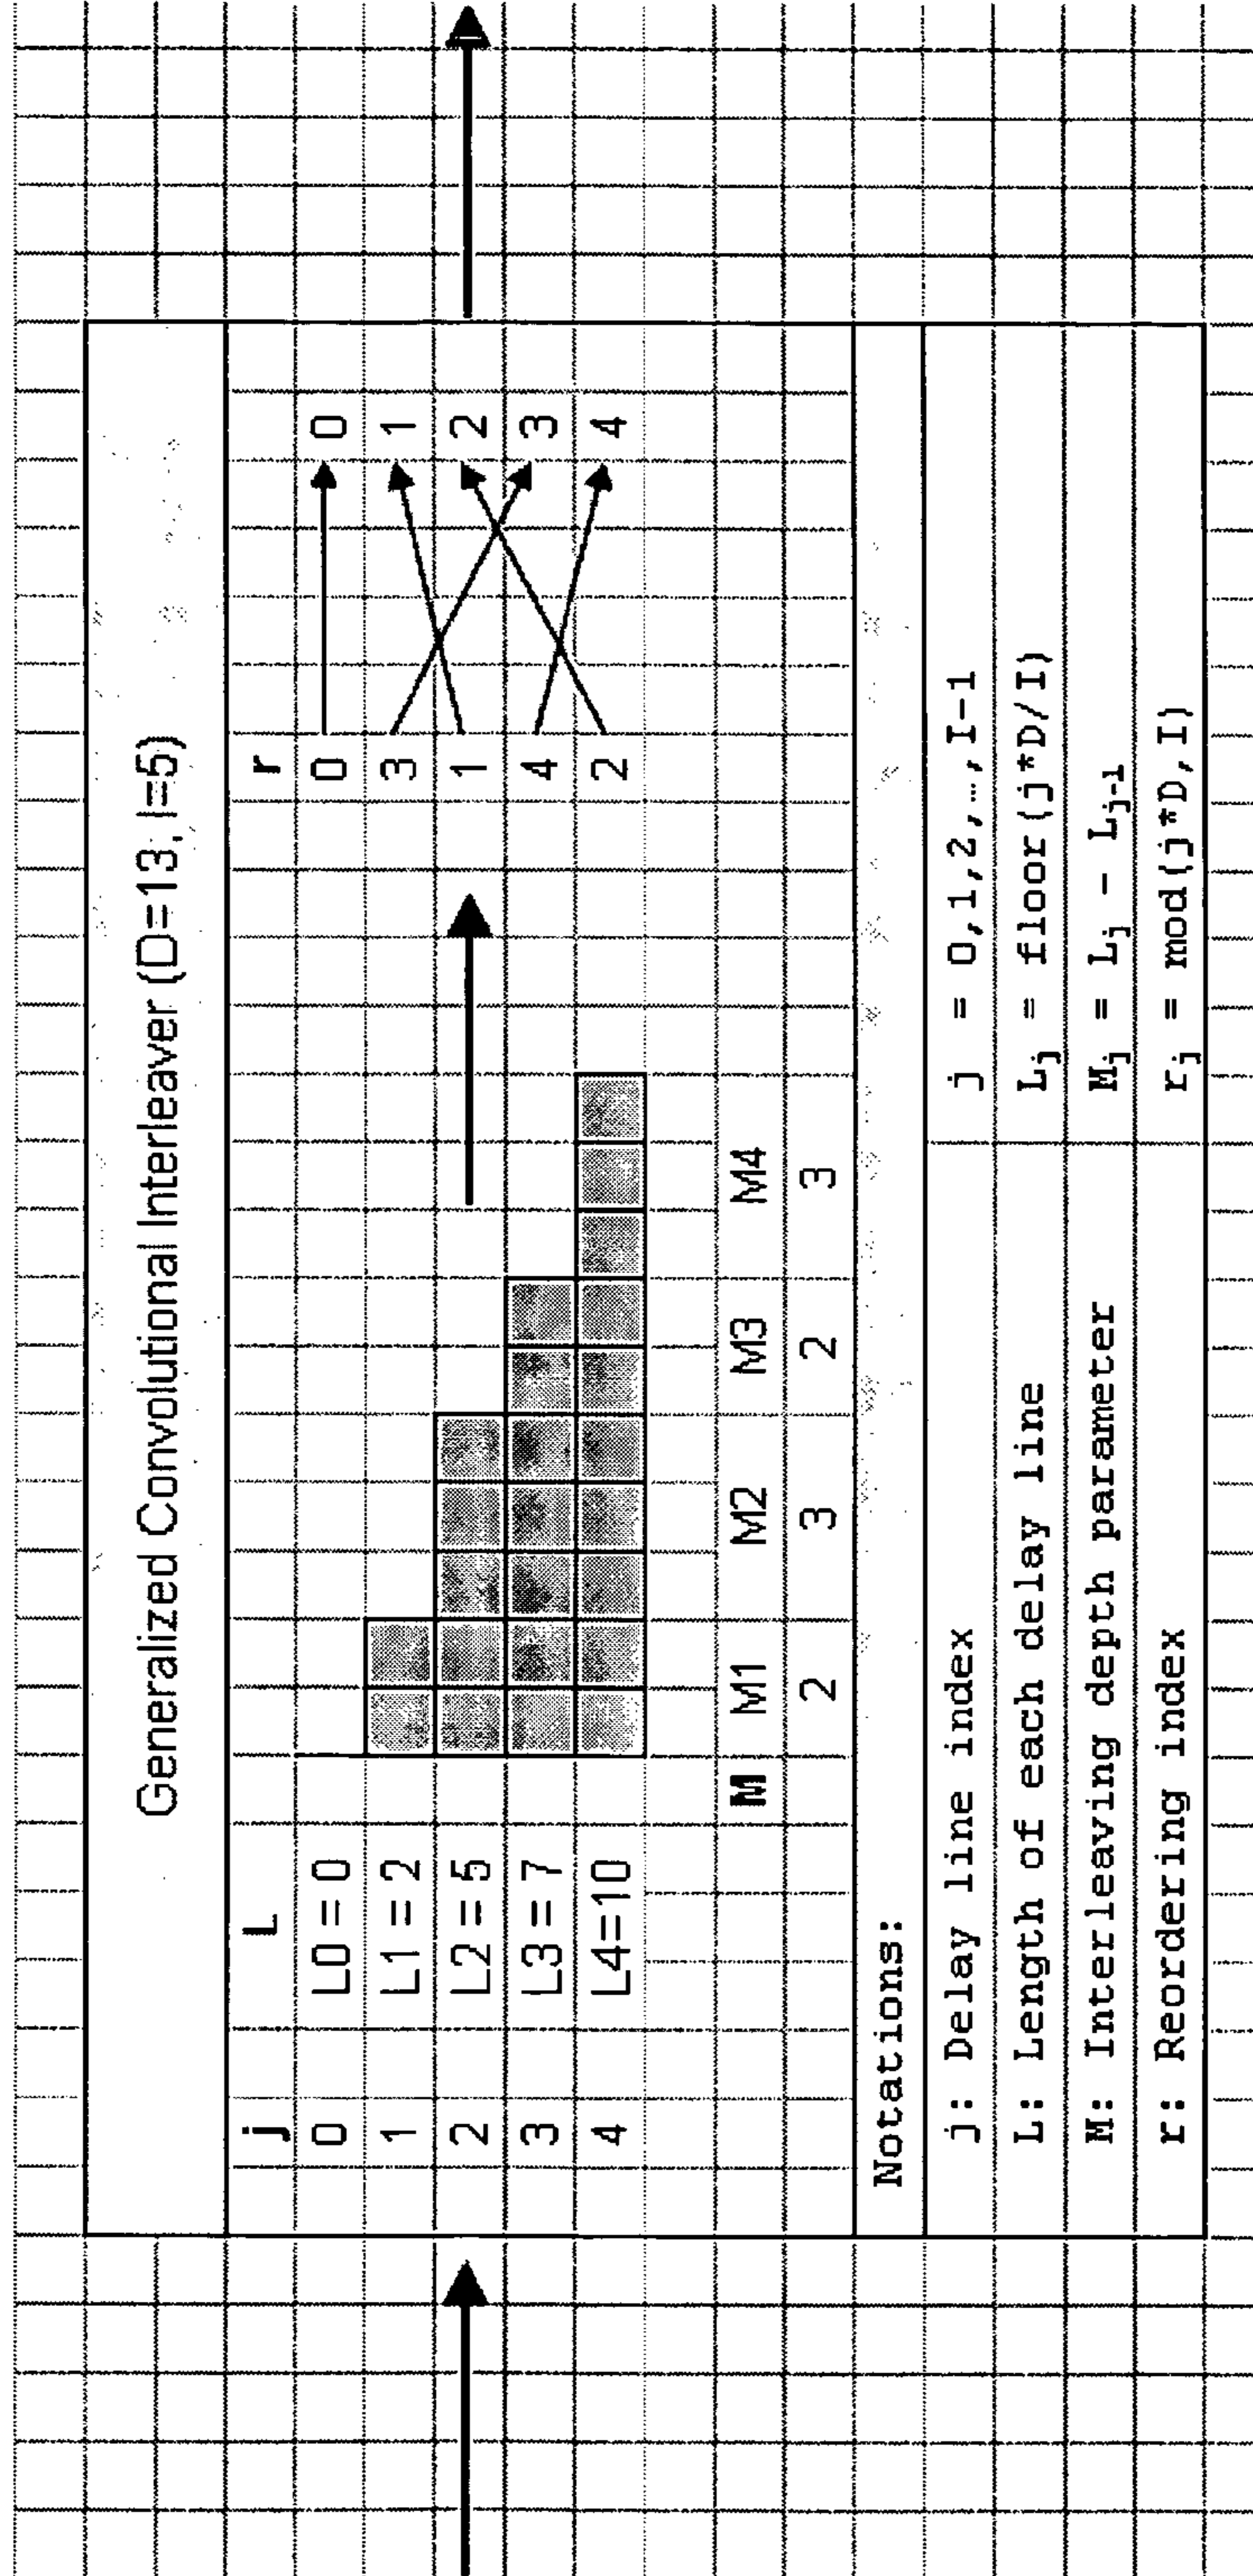 Generalized Convolutional Interleaver (D=13, I=5)
j L r
0 L0 = 0 0 0
1 L1 = 2 3 1
2 L2 = 5 1 2
3 L3 = 7 4 3
4 L4=10 2 4
M M1 M2 M3 M4
2 3 2 3
Notations:
j: Delay line index j = 0,1,2,…,I-1
L: Length of each delay line Lj = floor(j*D/I)
M: Interleaving depth parameter Mj = Lj - Lj-1
r: Reordering index rj = mod(j*D,I)